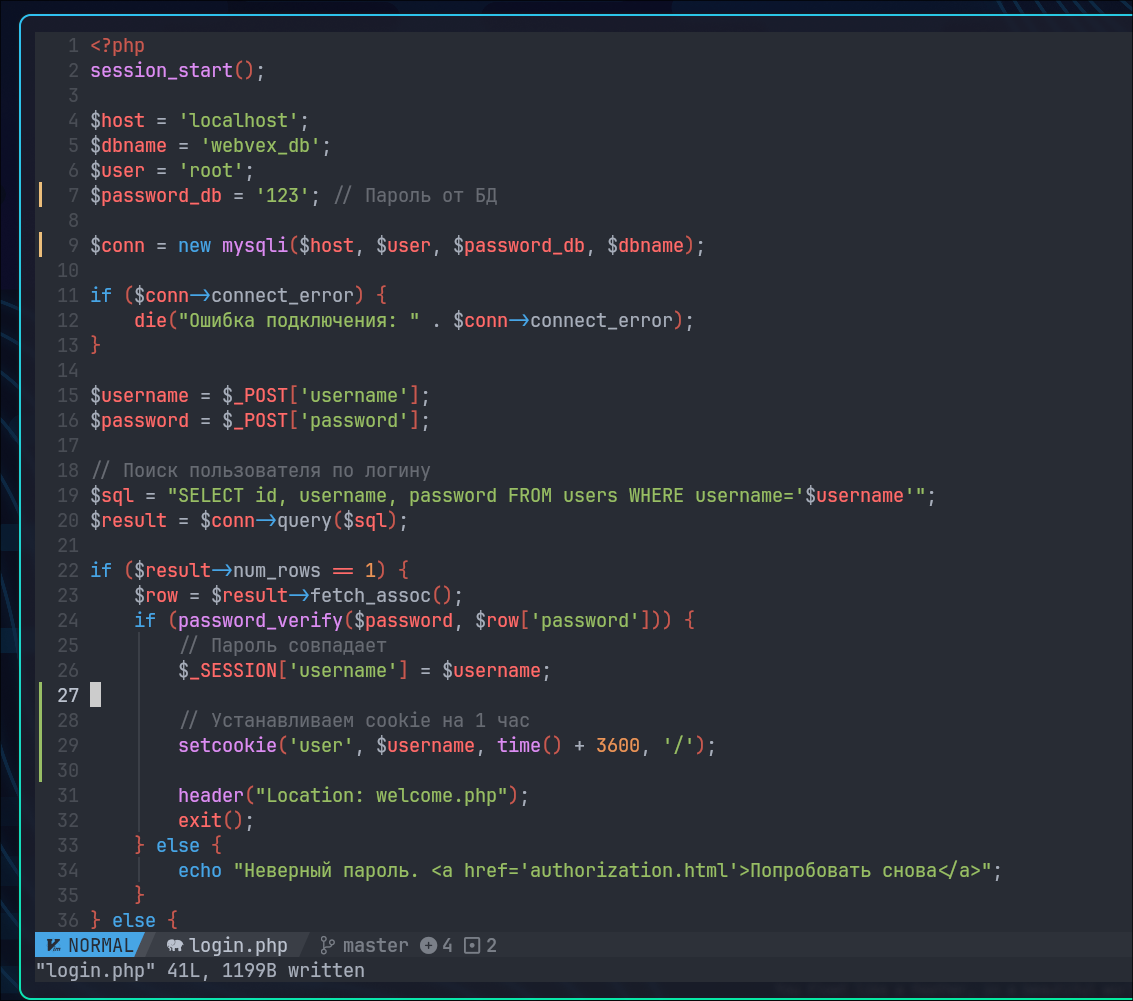 1 <?php
2 session_start();
3
4 $host = 'localhost';
5 $dbname = 'webvex_db';
6 $user = 'root';
7 $password_db = '123'; // Пароль от БД
8
9 $conn = new mysqli($host, $user, $password_db, $dbname);
10
11 if ($conn->connect_error) {
12     die("Ошибка подключения: " . $conn->connect_error);
13 }
14
15 $username = $_POST['username'];
16 $password = $_POST['password'];
17
18 // Поиск пользователя по логину
19 $sql = "SELECT id, username, password FROM users WHERE username='$username'";
20 $result = $conn->query($sql);
21
22 if ($result->num_rows == 1) {
23     $row = $result->fetch_assoc();
24     if (password_verify($password, $row['password'])) {
25         // Пароль совпадает
26         $_SESSION['username'] = $username;
27
28         // Устанавливаем cookie на 1 час
29         setcookie('user', $username, time() + 3600, '/');
30
31         header("Location: welcome.php");
32         exit();
33     } else {
34         echo "Неверный пароль. <a href='authorization.html'>Попробовать снова</a>";
35     }
36 } else {
NORMAL login.php master 4 2
"login.php" 41L, 1199B written